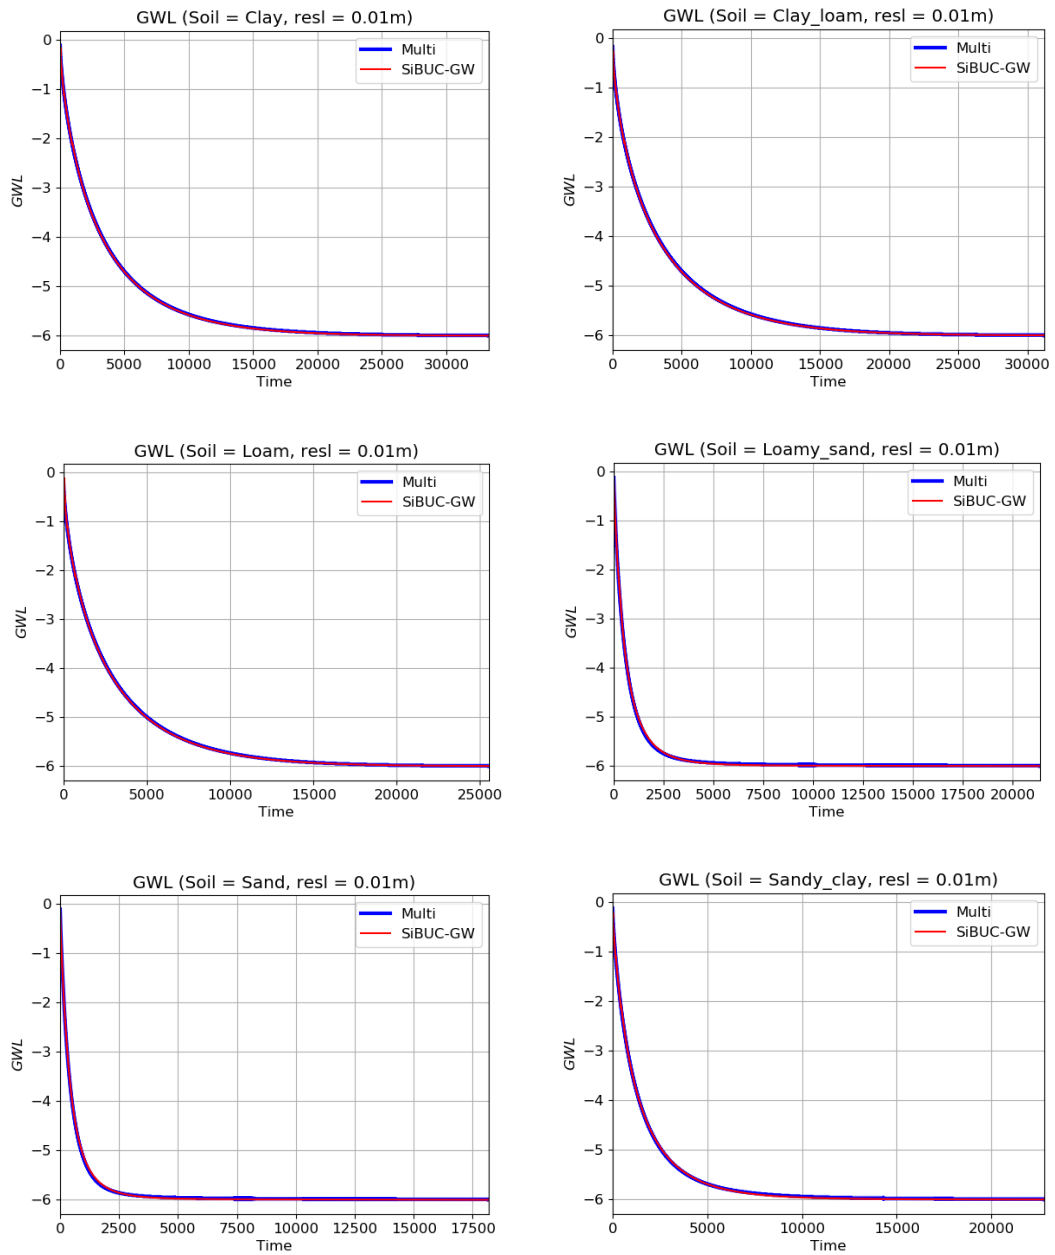 GWL (Soil = Clay, resl = 0.01m)
0
−1
−2
−3
−4
−5
−6
GWL
Multi
SiBUC-GW
0 5000 10000 15000 20000 25000 30000
Time
GWL (Soil = Clay_loam, resl = 0.01m)
0
−1
−2
−3
−4
−5
−6
GWL
Multi
SiBUC-GW
0 5000 10000 15000 20000 25000 30000
Time
GWL (Soil = Loam, resl = 0.01m)
0
−1
−2
−3
−4
−5
−6
GWL
Multi
SiBUC-GW
0 5000 10000 15000 20000 25000
Time
GWL (Soil = Loamy_sand, resl = 0.01m)
0
−1
−2
−3
−4
−5
−6
GWL
Multi
SiBUC-GW
0 2500 5000 7500 10000 12500 15000 17500 20000
Time
GWL (Soil = Sand, resl = 0.01m)
0
−1
−2
−3
−4
−5
−6
GWL
Multi
SiBUC-GW
0 2500 5000 7500 10000 12500 15000 17500
Time
GWL (Soil = Sandy_clay, resl = 0.01m)
0
−1
−2
−3
−4
−5
−6
GWL
Multi
SiBUC-GW
0 5000 10000 15000 20000
Time